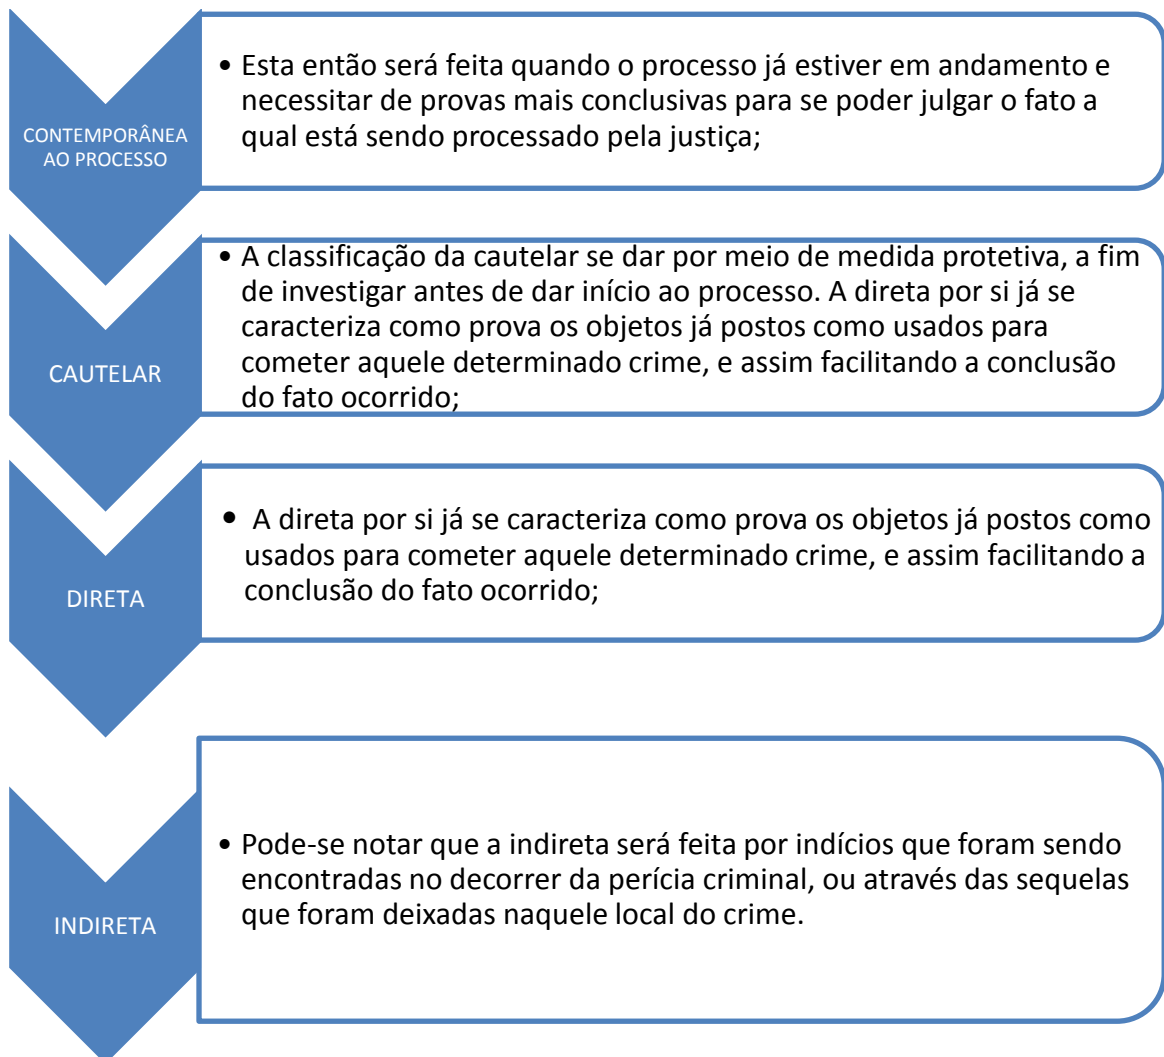 CONTEMPORÂNEA
AO PROCESSO
• Esta então será feita quando o processo já estiver em andamento e
necessitar de provas mais conclusivas para se poder julgar o fato a
qual está sendo processado pela justiça;
CAUTELAR
• A classificação da cautelar se dar por meio de medida protetiva, a fim
de investigar antes de dar início ao processo. A direta por si já se
caracteriza como prova os objetos já postos como usados para
cometer aquele determinado crime, e assim facilitando a conclusão
do fato ocorrido;
DIRETA
• A direta por si já se caracteriza como prova os objetos já postos como
usados para cometer aquele determinado crime, e assim facilitando a
conclusão do fato ocorrido;
INDIRETA
• Pode-se notar que a indireta será feita por indícios que foram sendo
encontradas no decorrer da perícia criminal, ou através das sequelas
que foram deixadas naquele local do crime.